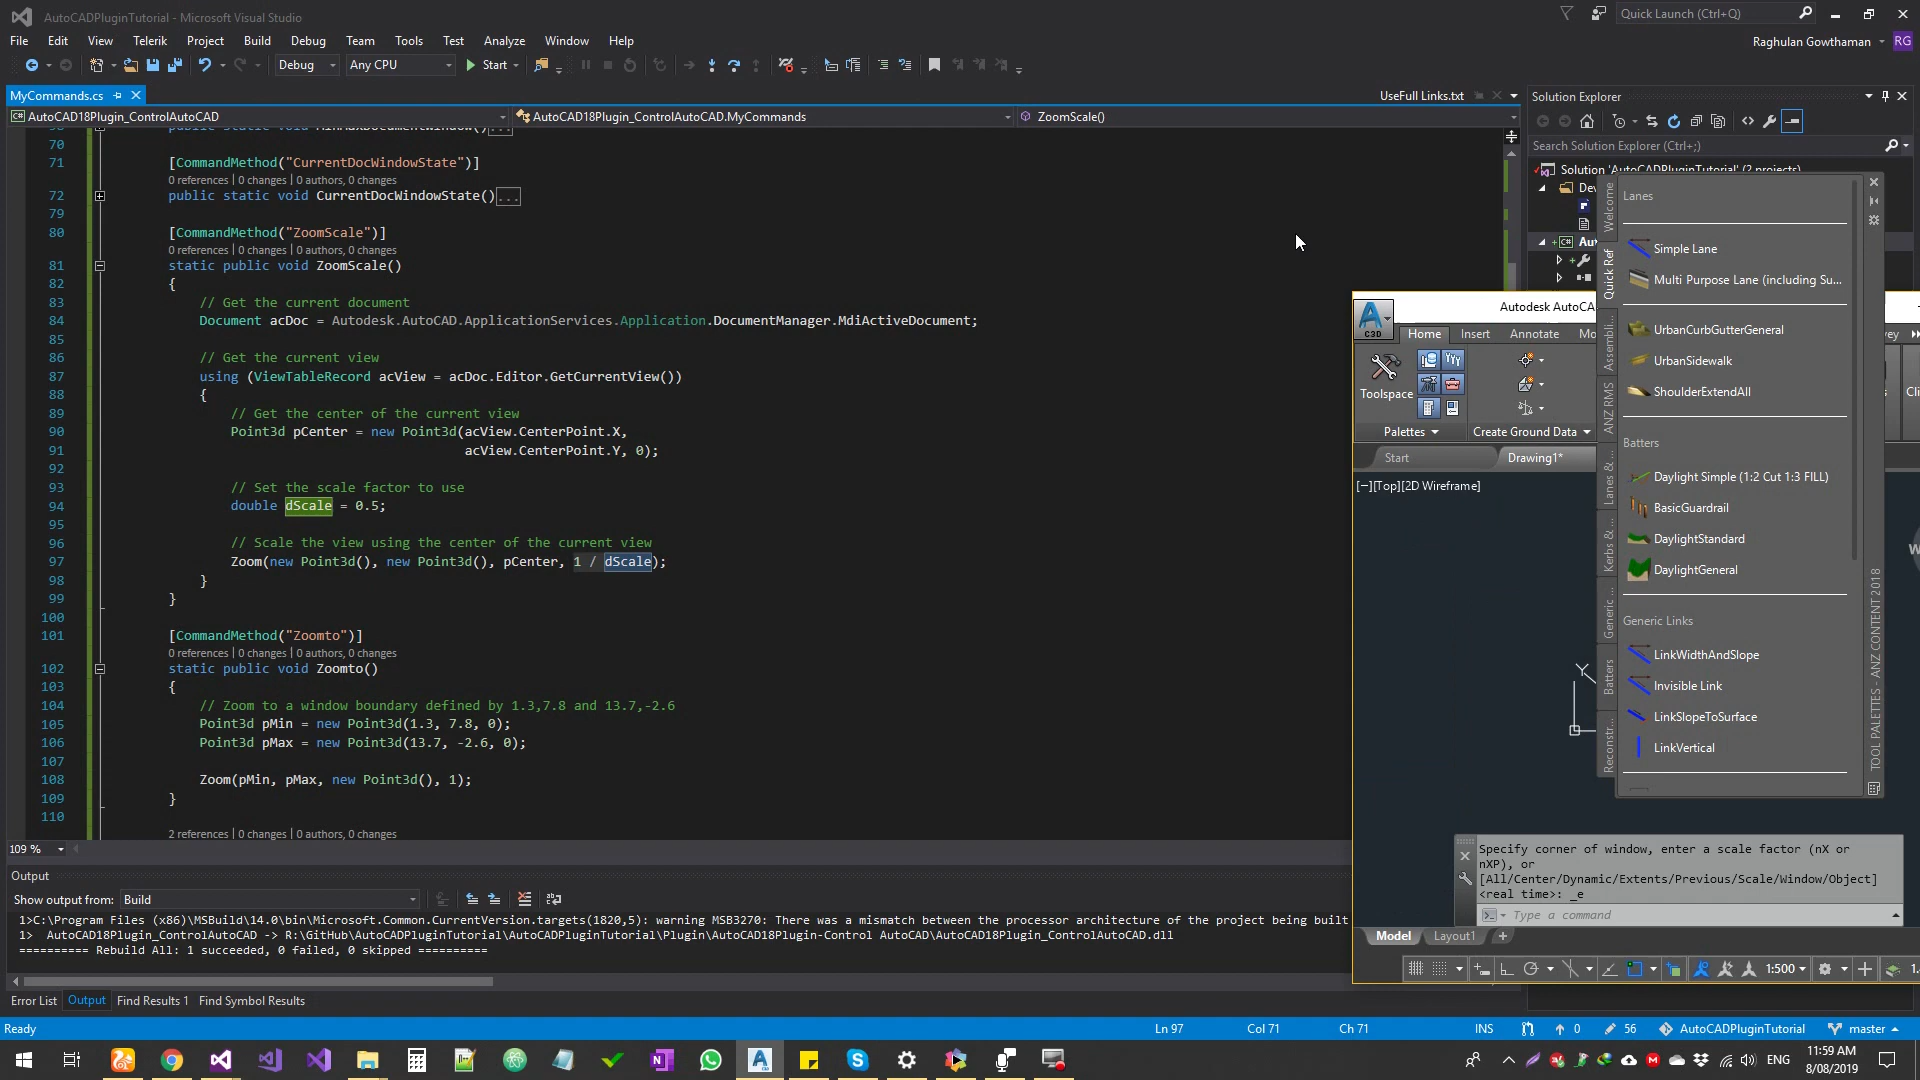 AutoCADPluginTutorial - Microsoft Visual Studio
Quick Launch (Ctrl+Q)
File Edit View Telerik Project Build Debug Team Tools Test Analyze Window Help
Raghulan Gowthaman RG
Debug Any CPU Start
MyCommands.cs
UseFull Links.txt
Solution Explorer
AutoCAD18Plugin_ControlAutoCAD
AutoCAD18Plugin_ControlAutoCAD.MyCommands
ZoomScale()
Search Solution Explorer (Ctrl+;)
Solution 'AutoCADPluginTutorial' (2 projects)
70
71 [CommandMethod("CurrentDocWindowState")]
0 references | 0 changes | 0 authors, 0 changes
72 public static void CurrentDocWindowState()...
79
80 [CommandMethod("ZoomScale")]
0 references | 0 changes | 0 authors, 0 changes
81 static public void ZoomScale()
82 {
83 // Get the current document
84 Document acDoc = Autodesk.AutoCAD.ApplicationServices.Application.DocumentManager.MdiActiveDocument;
85
86 // Get the current view
87 using (ViewTableRecord acView = acDoc.Editor.GetCurrentView())
88 {
89 // Get the center of the current view
90 Point3d pCenter = new Point3d(acView.CenterPoint.X,
91 acView.CenterPoint.Y, 0);
92
93 // Set the scale factor to use
94 double dScale = 0.5;
95
96 // Scale the view using the center of the current view
97 Zoom(new Point3d(), new Point3d(), pCenter, 1 / dScale);
98 }
99 }
100
101 [CommandMethod("Zoomto")]
0 references | 0 changes | 0 authors, 0 changes
102 static public void Zoomto()
103 {
104 // Zoom to a window boundary defined by 1.3,7.8 and 13.7,-2.6
105 Point3d pMin = new Point3d(1.3, 7.8, 0);
106 Point3d pMax = new Point3d(13.7, -2.6, 0);
107
108 Zoom(pMin, pMax, new Point3d(), 1);
109 }
110
2 references | 0 changes | 0 authors, 0 changes
109 %
Output
Show output from: Build
1>C:\Program Files (x86)\MSBuild\14.0\bin\Microsoft.Common.CurrentVersion.targets(1820,5): warning MSB3270: There was a mismatch between the processor architecture of the project being built
1> AutoCAD18Plugin_ControlAutoCAD -> R:\GitHub\AutoCADPluginTutorial\AutoCADPluginTutorial\Plugin\AutoCAD18Plugin-Control AutoCAD\AutoCAD18Plugin_ControlAutoCAD.dll
========== Rebuild All: 1 succeeded, 0 failed, 0 skipped ==========
Error List Output Find Results 1 Find Symbol Results
Ready
Ln 97 Col 71 Ch 71 INS 0 56 AutoCADPluginTutorial master
Autodesk AutoCA
C3D
Home Insert Annotate Mo
Toolspace
Palettes
Create Ground Data
Start
Drawing1*
[−][Top][2D Wireframe]
Y
Welcome
Quick Ref
Assembli...
ANZ RMS
Lanes & ...
Kerbs & ...
Generic ...
Batters
Reconstr...
Lanes
Simple Lane
Multi Purpose Lane (including Su...
UrbanCurbGutterGeneral
UrbanSidewalk
ShoulderExtendAll
Batters
Daylight Simple (1:2 Cut 1:3 FILL)
BasicGuardrail
DaylightStandard
DaylightGeneral
Generic Links
LinkWidthAndSlope
Invisible Link
LinkSlopeToSurface
LinkVertical
TOOL PALETTES - ANZ CONTENT 2018
Specify corner of window, enter a scale factor (nX or
nXP), or
[All/Center/Dynamic/Extents/Previous/Scale/Window/Object]
<real time>: _e
Type a command
Model Layout1
1:500
ENG
11:59 AM
8/08/2019